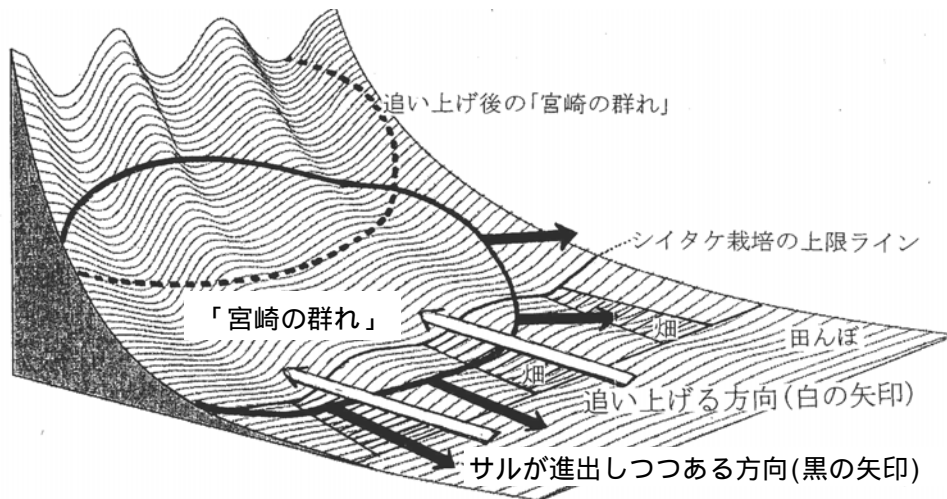 追い上げ後の「宮崎の群れ」
シイタケ栽培の上限ライン
「宮崎の群れ」
畑
田んぼ
畑
追い上げる方向(白の矢印)
サルが進出しつつある方向(黒の矢印)